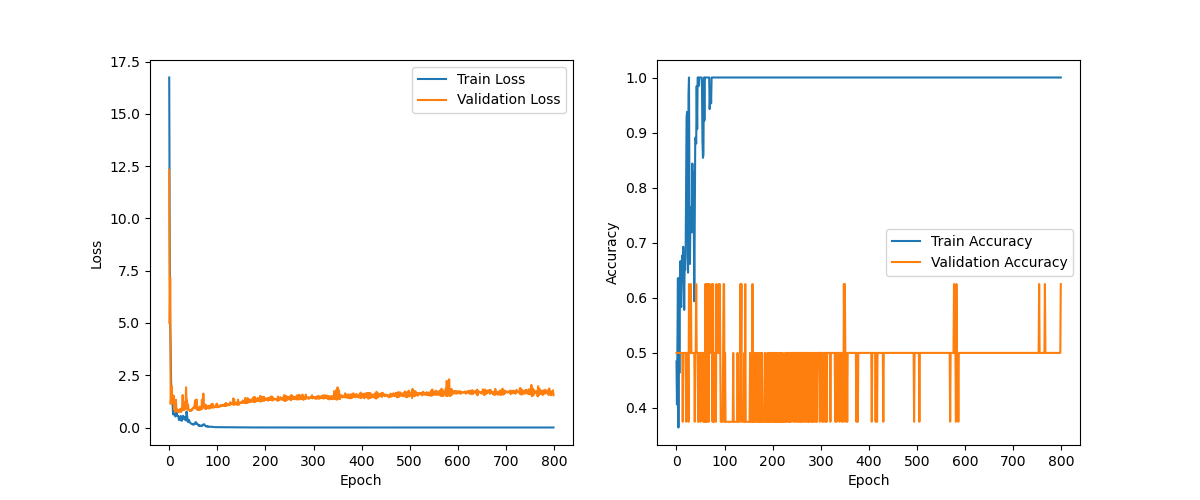 17.5
15.0
12.5
10.0
7.5
5.0
2.5
0.0
Loss
Train Loss
Validation Loss
0 100 200 300 400 500 600 700 800
Epoch
1.0
0.9
0.8
0.7
0.6
0.5
0.4
Accuracy
Train Accuracy
Validation Accuracy
0 100 200 300 400 500 600 700 800
Epoch